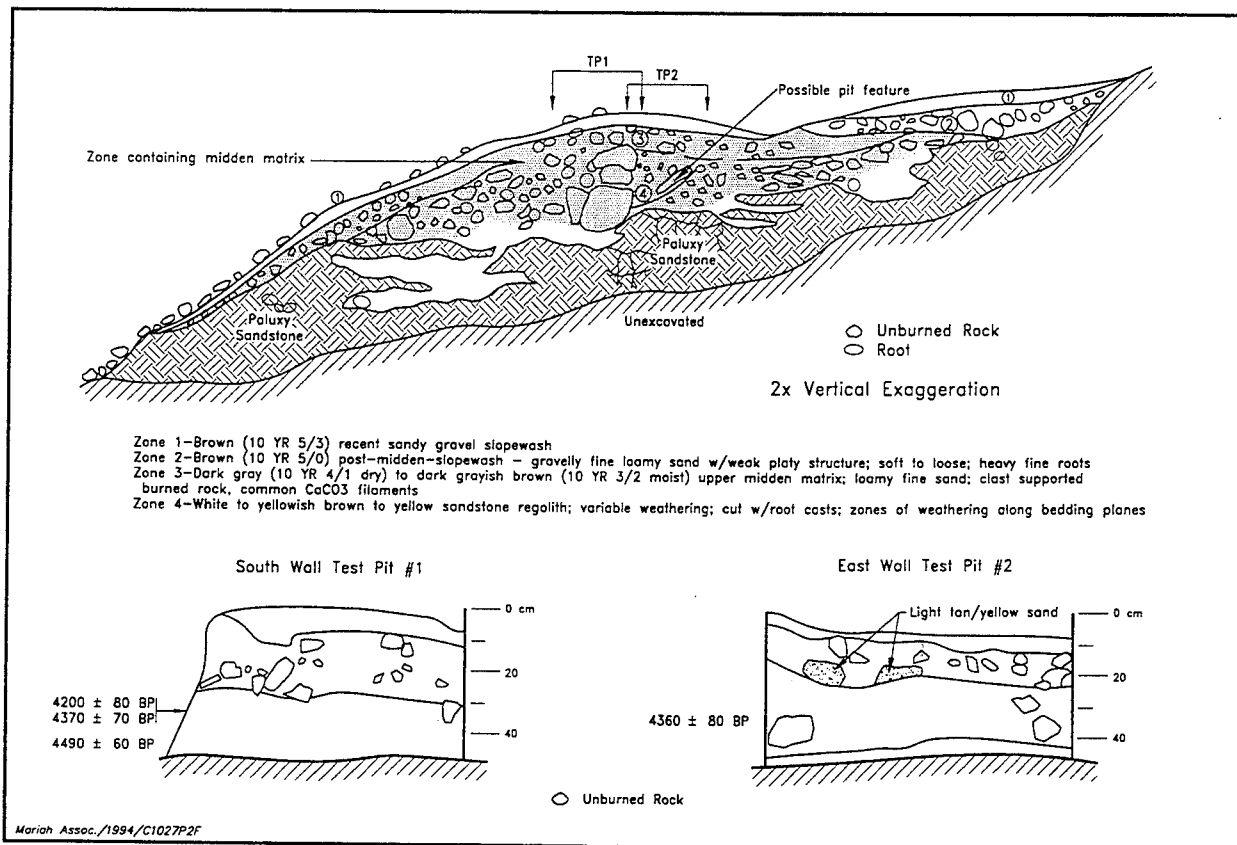 TP1
TP2
Possible pit feature
1
2
Zone containing midden matrix
3
4
1
Paluxy
Sandstone
Paluxy
Sandstone
Unexcavated
Unburned Rock
Root
2x Vertical Exaggeration
Zone 1–Brown (10 YR 5/3) recent sandy gravel slopewash
Zone 2–Brown (10 YR 5/0) post–midden–slopewash – gravelly fine loamy sand w/weak platy structure; soft to loose; heavy fine roots
Zone 3–Dark gray (10 YR 4/1 dry) to dark grayish brown (10 YR 3/2 moist) upper midden matrix; loamy fine sand; clast supported
burned rock, common CaCO3 filaments
Zone 4–White to yellowish brown to yellow sandstone regolith; variable weathering; cut w/root casts; zones of weathering along bedding planes
South Wall Test Pit #1
0 cm
20
40
4200 ± 80 BP
4370 ± 70 BP
4490 ± 60 BP
East Wall Test Pit #2
Light tan/yellow sand
0 cm
20
40
4360 ± 80 BP
Unburned Rock
Mariah Assoc./1994/C1027P2F